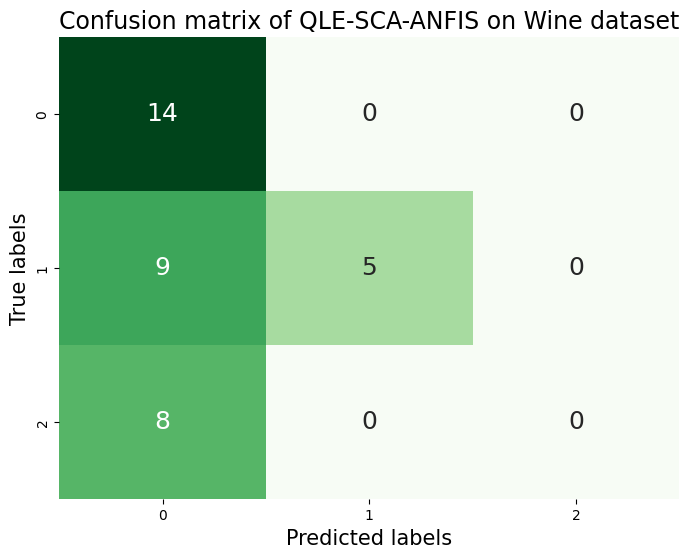 Confusion matrix of QLE-SCA-ANFIS on Wine dataset
True labels
0
14 0 0
1
9 5 0
2
8 0 0
0 1 2
Predicted labels